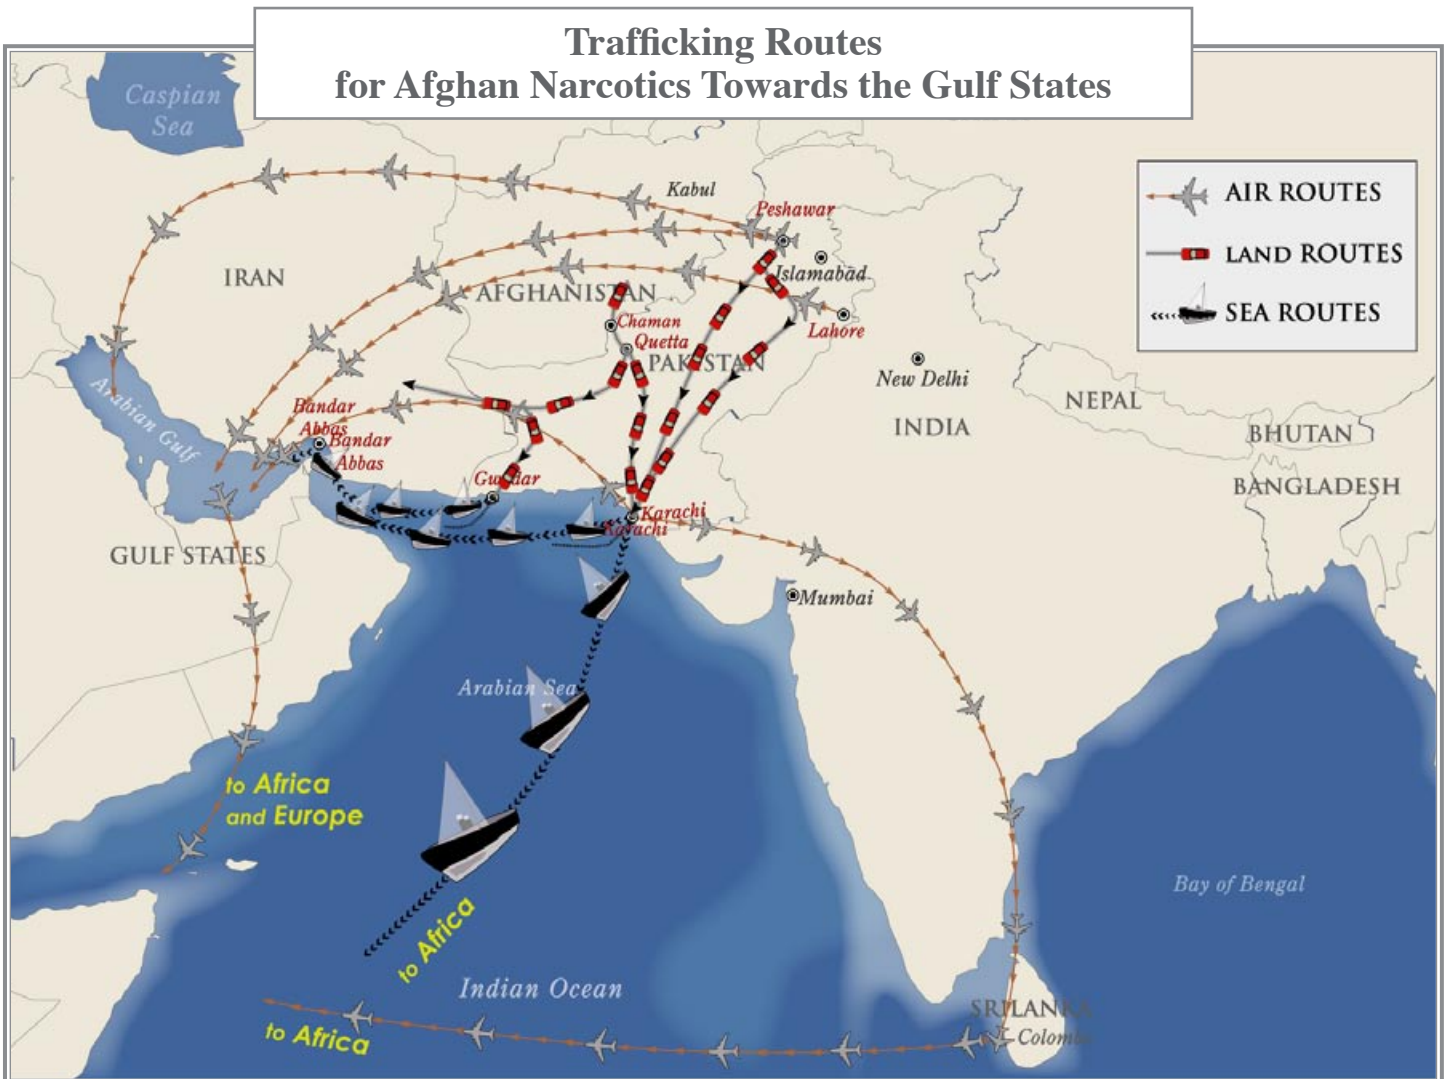 Trafficking Routes
for Afghan Narcotics Towards the Gulf States
Caspian
Sea
AIR ROUTES
LAND ROUTES
SEA ROUTES
Kabul
Peshawar
Islamabad
IRAN
AFGHANISTAN
Chaman
Lahore
Quetta
PAKISTAN
New Delhi
Arabian Gulf
NEPAL
Bandar
Abbas
Bandar
Abbas
INDIA
BHUTAN
Gwadar
BANGLADESH
Karachi
Karachi
GULF STATES
Mumbai
Arabian Sea
to Africa
and Europe
Bay of Bengal
to Africa
Indian Ocean
SRILANKA
to Africa
Colombo